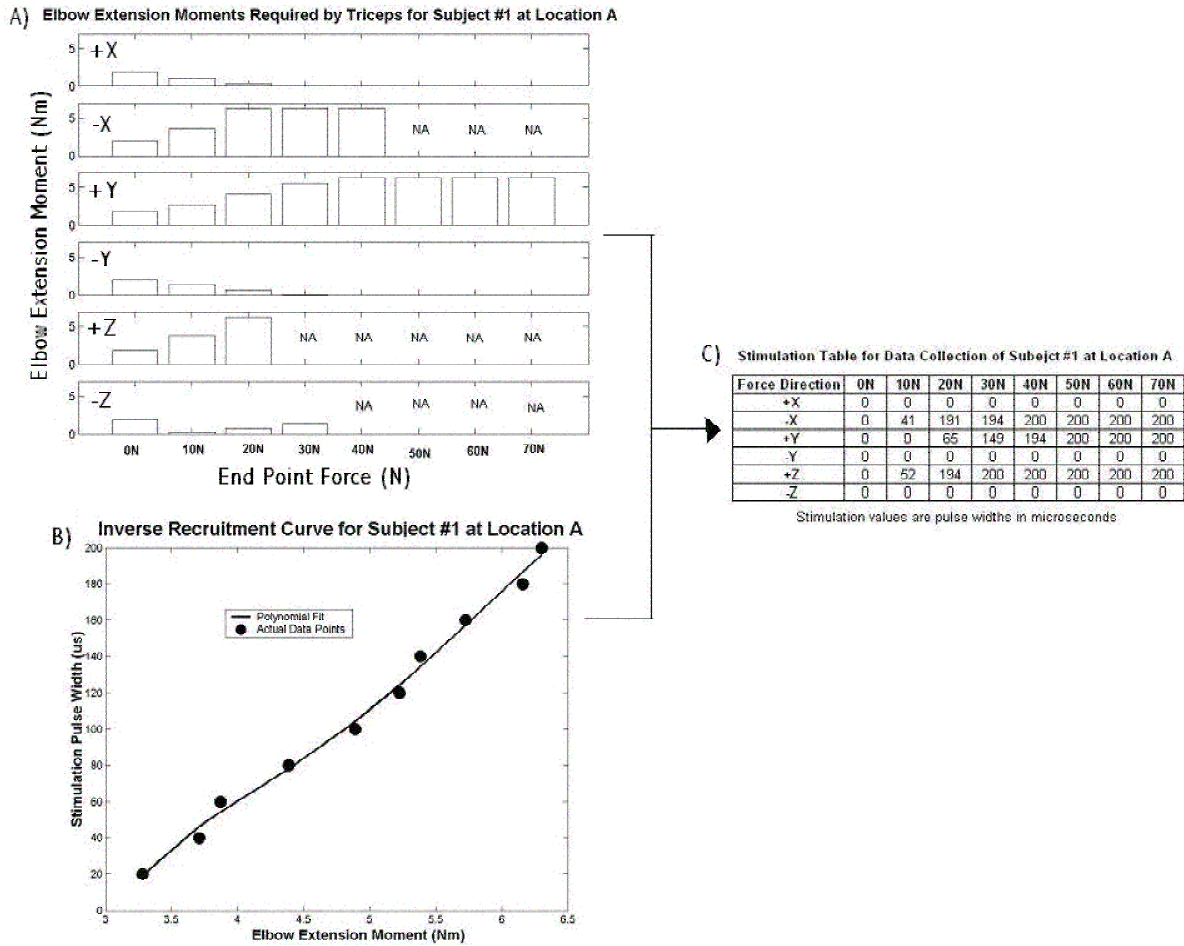 A) Elbow Extension Moments Required by Triceps for Subject #1 at Location A
Elbow Extension Moment (Nm)
+X
5
0
-X
5
0
NA NA NA
+Y
5
0
-Y
5
0
+Z
5
0
NA NA NA NA NA
-Z
5
0
NA NA NA NA
0N 10N 20N 30N 40N 50N 60N 70N
End Point Force (N)
B) Inverse Recruitment Curve for Subject #1 at Location A
Stimulation Pulse Width (us)
200
180
160
140
120
100
80
60
40
20
0
Polynomial Fit
Actual Data Points
3 3.5 4 4.5 5 5.5 6 6.5
Elbow Extension Moment (Nm)
C) Stimulation Table for Data Collection of Subejct #1 at Location A
Force Direction 0N 10N 20N 30N 40N 50N 60N 70N
+X 0 0 0 0 0 0 0 0
-X 0 41 191 194 200 200 200 200
+Y 0 0 65 149 194 200 200 200
-Y 0 0 0 0 0 0 0 0
+Z 0 52 194 200 200 200 200 200
-Z 0 0 0 0 0 0 0 0
Stimulation values are pulse widths in microseconds